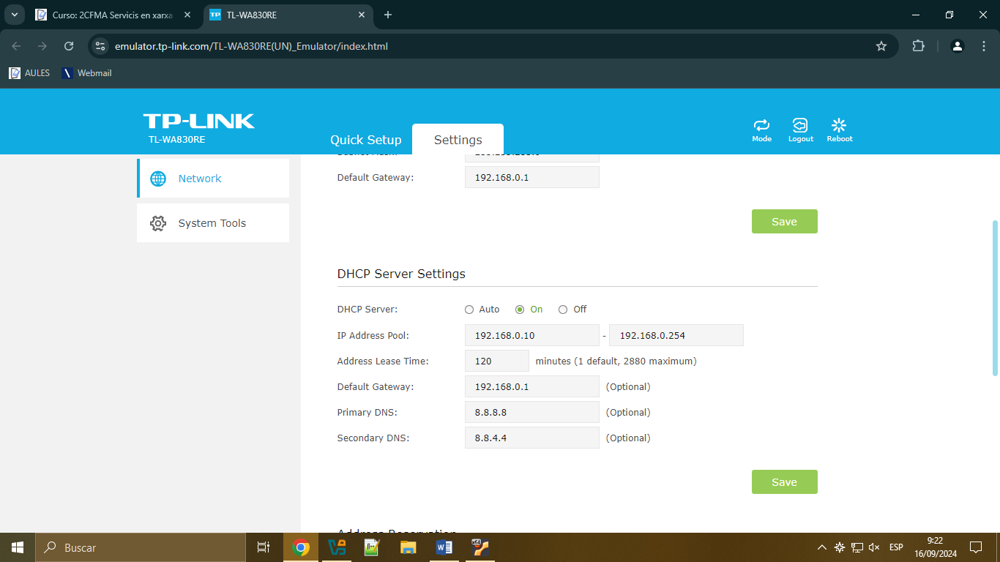 Curso: 2CFMA Servicis en xarxa
TL-WA830RE
emulator.tp-link.com/TL-WA830RE(UN)_Emulator/index.html
AULES Webmail
TP-LINK
TL-WA830RE
Quick Setup Settings
Mode Logout Reboot
Network
System Tools
Default Gateway: 192.168.0.1
Save
DHCP Server Settings
DHCP Server: Auto On Off
IP Address Pool: 192.168.0.10 - 192.168.0.254
Address Lease Time: 120 minutes (1 default, 2880 maximum)
Default Gateway: 192.168.0.1 (Optional)
Primary DNS: 8.8.8.8 (Optional)
Secondary DNS: 8.8.4.4 (Optional)
Save
Address Reservation
Buscar
ESP
9:22
16/09/2024